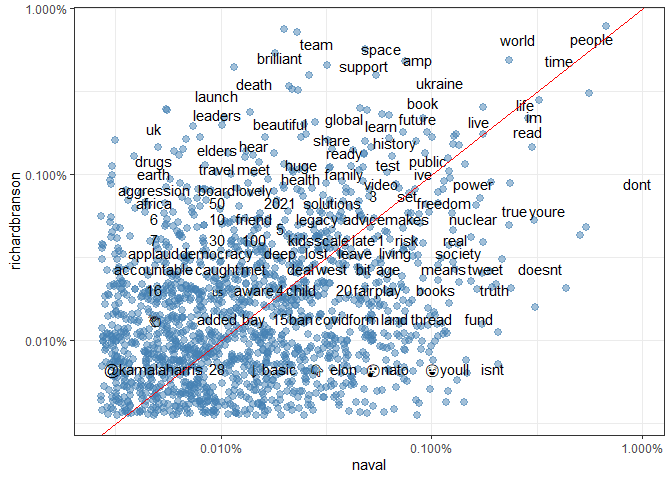 1.000%
team
space
world
people
brilliant
support
amp
time
death
ukraine
launch
book
life
leaders
beautiful
global
learn
future
live
im
uk
read
elders
hear
share
history
ready
drugs
huge
test
public
0.100%
earth
travel
meet
health
family
ive
aggression
board
lovely
video
power
dont
africa
50
2021
solutions
3
set
freedom
6
10
friend
legacy
advice
makes
nuclear
true
youre
5
7
30
100
kids
scale
late
1
risk
real
applaud
democracy
deep
lost
leave
living
society
accountable
caught
met
deal
west
bit
age
means
tweet
doesnt
16
us
aware
4
child
20
fair
play
books
truth
added
bay
15
ban
covid
form
land
thread
fund
0.010%
@kamalaharris
28
↓
basic
elon
nato
youll
isnt
richardbranson
0.010%
0.100%
1.000%
naval